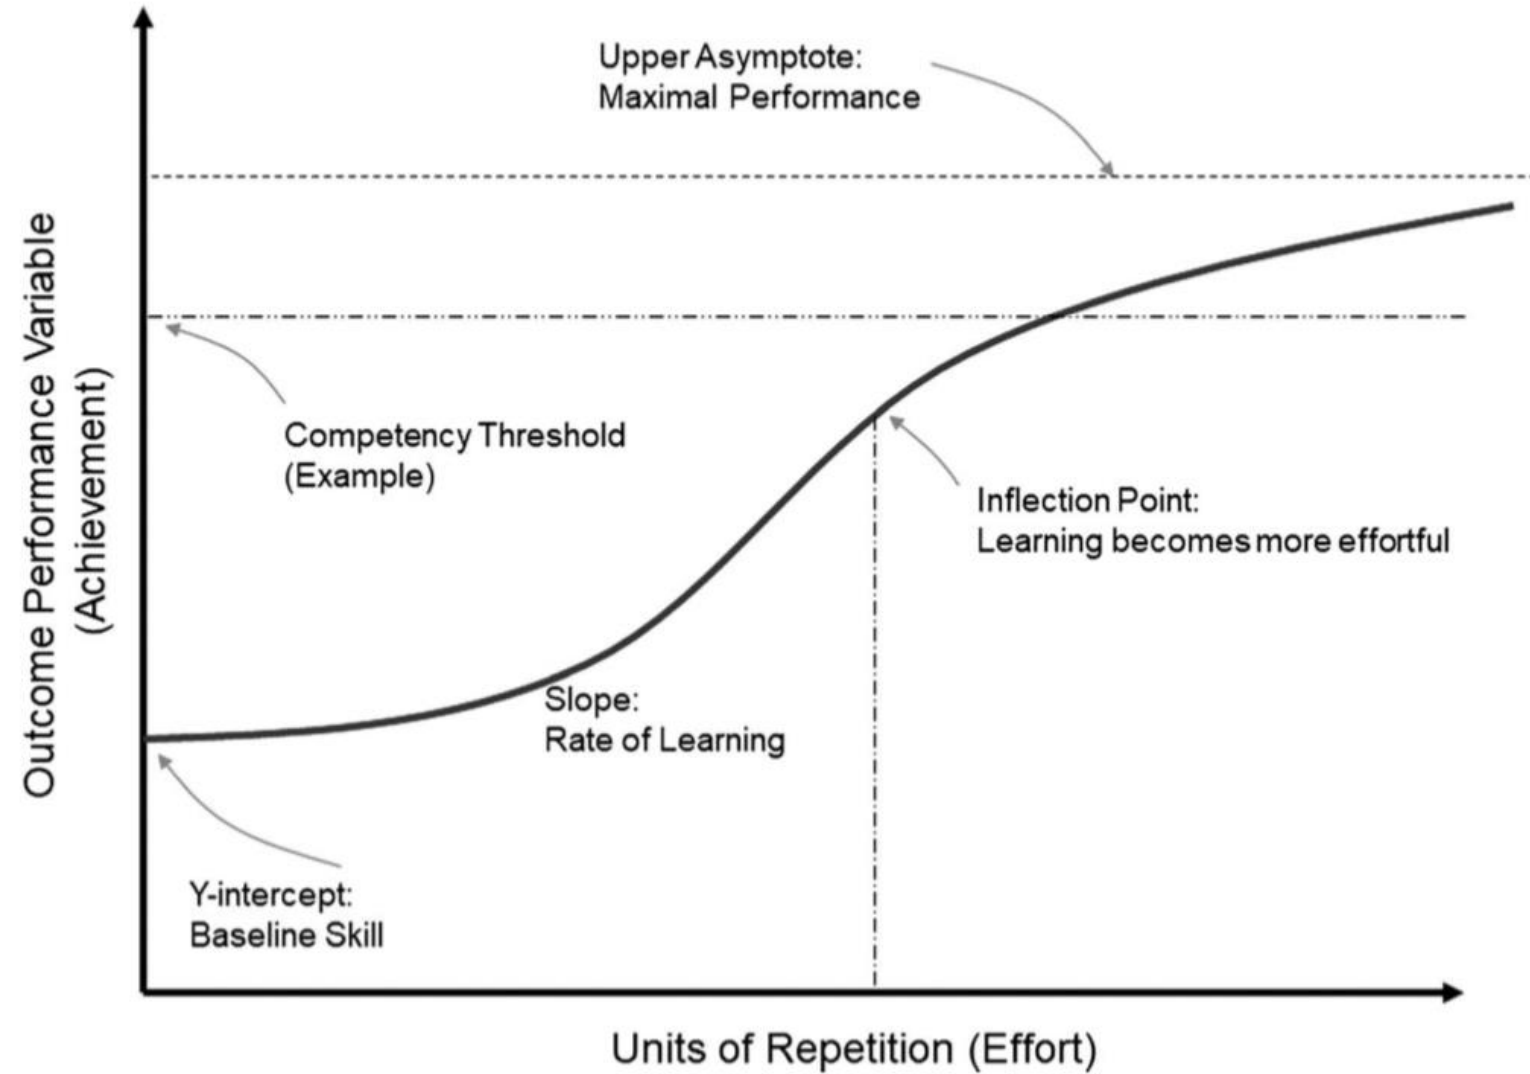 Upper Asymptote:
Maximal Performance
Outcome Performance Variable
(Achievement)
Competency Threshold
(Example)
Inflection Point:
Learning becomes more effortful
Slope:
Rate of Learning
Y-intercept:
Baseline Skill
Units of Repetition (Effort)